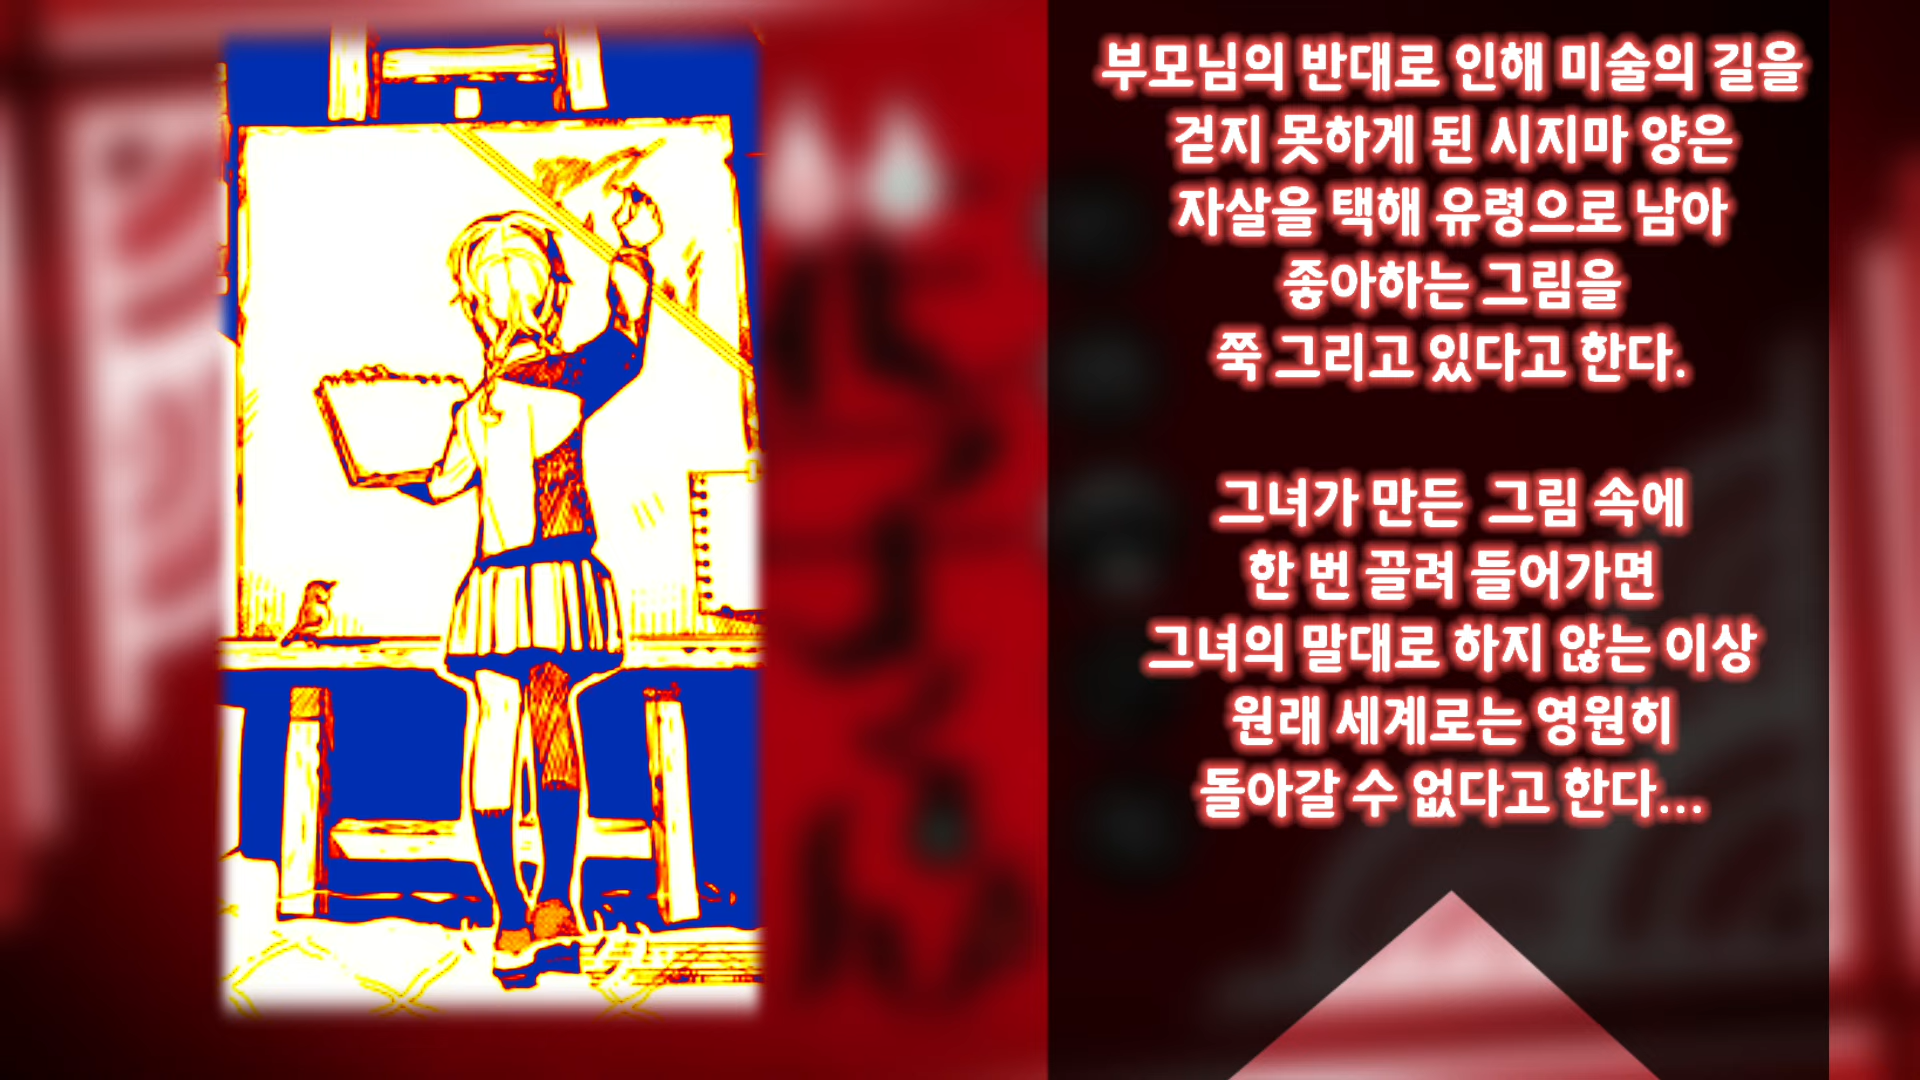 부모님의 반대로 인해 미술의 길을
걷지 못하게 된 시지마 양은
자살을 택해 유령으로 남아
좋아하는 그림을
쭉 그리고 있다고 한다.
그녀가 만든 그림 속에
한 번 끌려 들어가면
그녀의 말대로 하지 않는 이상
원래 세계로는 영원히
돌아갈 수 없다고 한다...